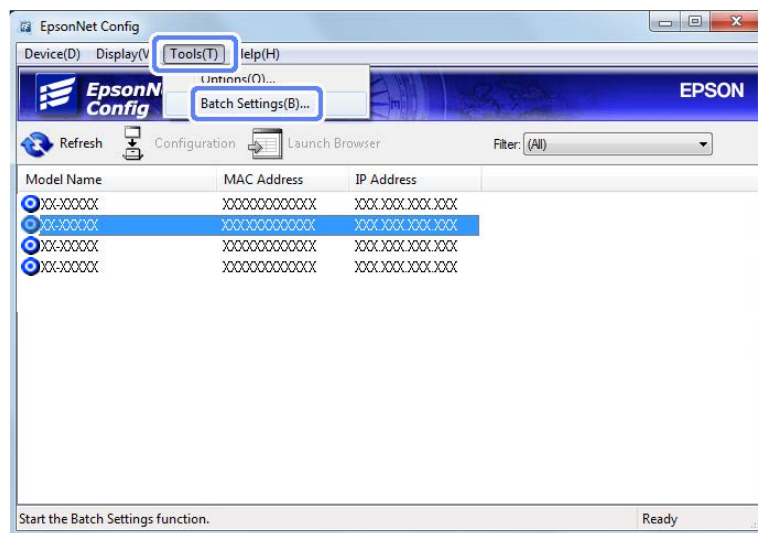 EpsonNet Config
Device(D) Display(V Tools(T) Help(H)
Options(O)...
Batch Settings(B)...
EpsonN
Config
EPSON
Refresh Configuration Launch Browser Filter: (All)
Model Name MAC Address IP Address
XX-XXXXX XXXXXXXXXXXX XXX.XXX.XXX.XXX
XX-XXXXX XXXXXXXXXXXX XXX.XXX.XXX.XXX
XX-XXXXX XXXXXXXXXXXX XXX.XXX.XXX.XXX
XX-XXXXX XXXXXXXXXXXX XXX.XXX.XXX.XXX
Start the Batch Settings function. Ready